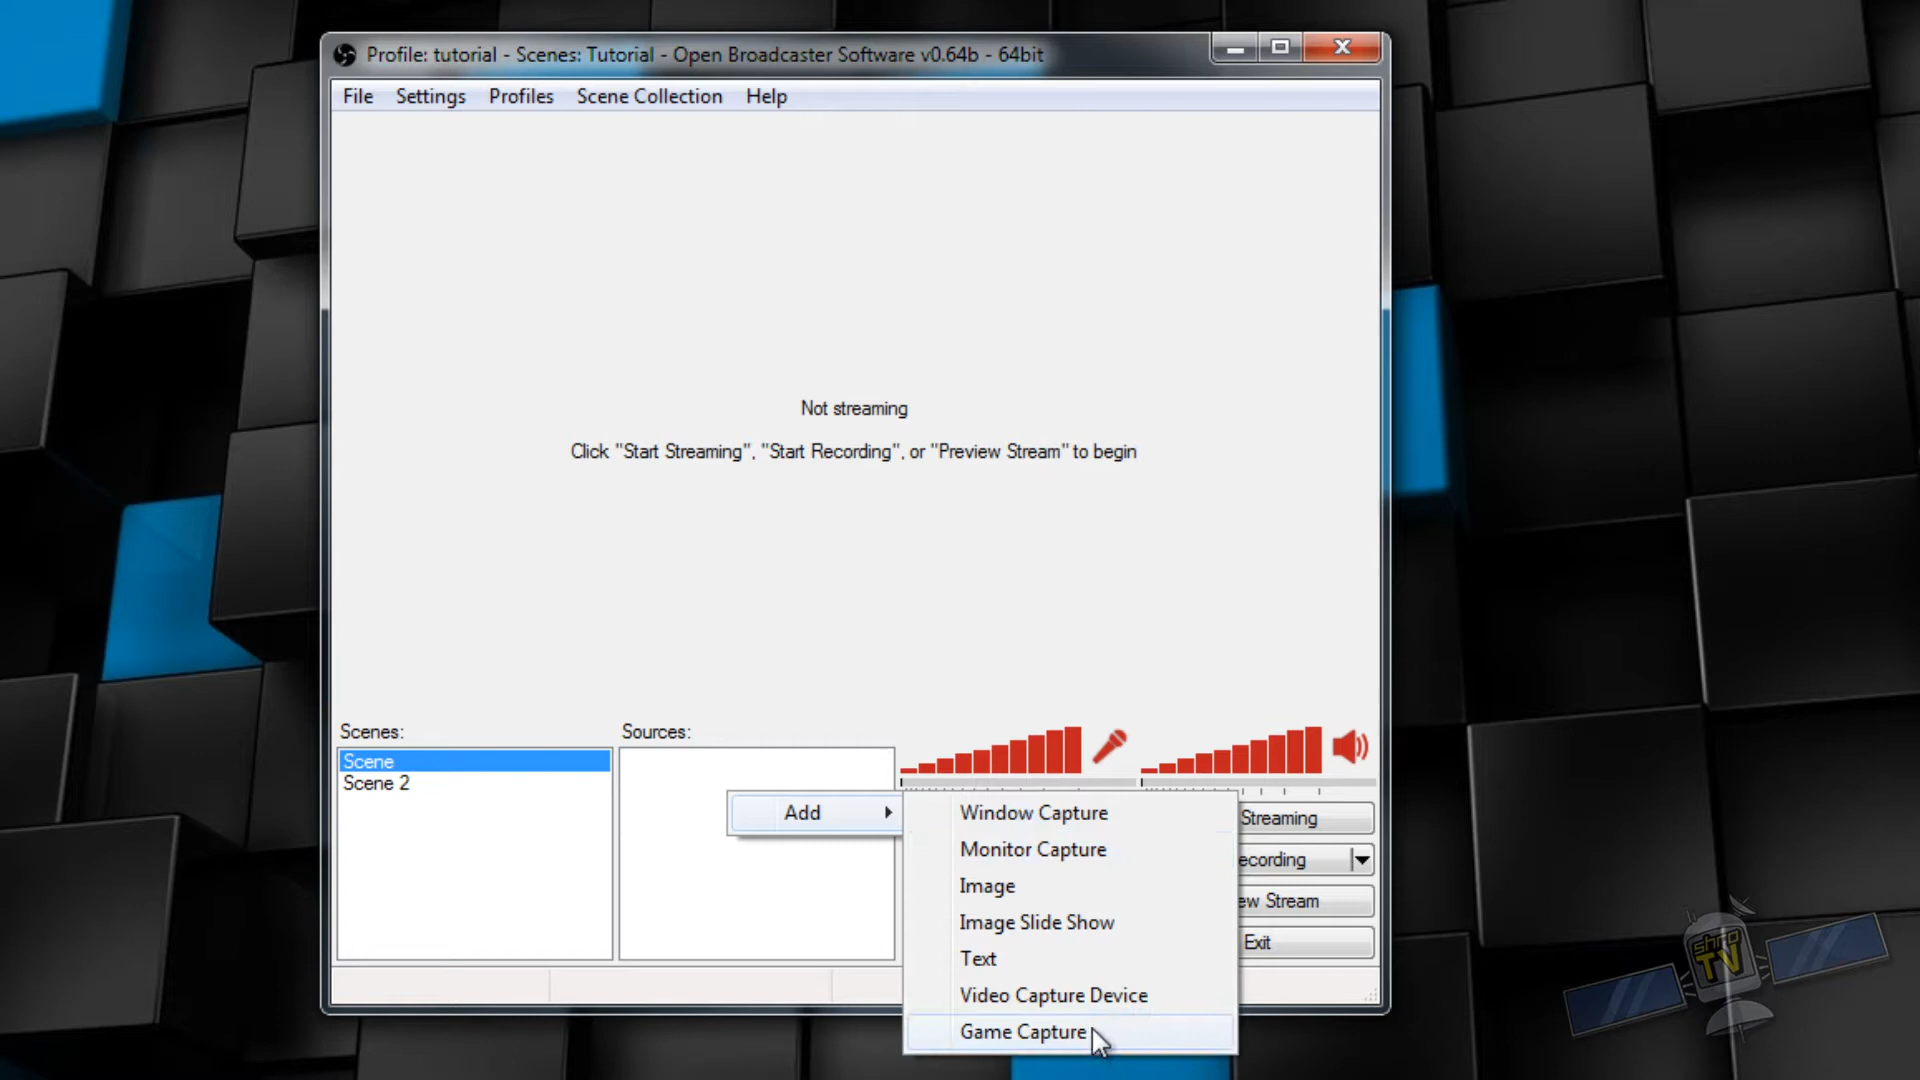 Profile: tutorial - Scenes: Tutorial - Open Broadcaster Software v0.64b - 64bit
File Settings Profiles Scene Collection Help
Not streaming
Click "Start Streaming", "Start Recording", or "Preview Stream" to begin
Scenes: Sources:
Scene
Scene 2
Add
Window Capture
Monitor Capture
Image
Image Slide Show
Text
Video Capture Device
Game Capture
Streaming
ecording
ew Stream
Exit
shro
TV